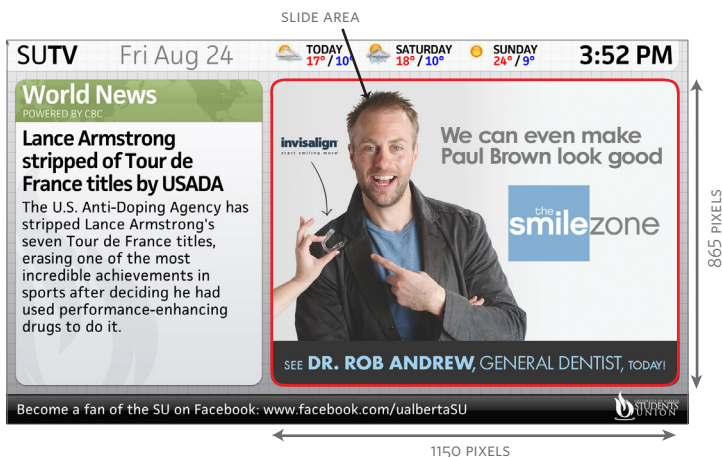 SLIDE AREA
SUTV Fri Aug 24 TODAY 17° / 10° SATURDAY 18° / 10° SUNDAY 24° / 9° 3:52 PM
World News
POWERED BY CBC
Lance Armstrong
stripped of Tour de
France titles by USADA
The U.S. Anti-Doping Agency has
stripped Lance Armstrong's
seven Tour de France titles,
erasing one of the most
incredible achievements in
sports after deciding he had
used performance-enhancing
drugs to do it.
invisalign
start smiling more
We can even make
Paul Brown look good
the
smilezone
SEE DR. ROB ANDREW, GENERAL DENTIST, TODAY!
865 PIXELS
Become a fan of the SU on Facebook: www.facebook.com/ualbertaSU
STUDENTS'
UNION
1150 PIXELS